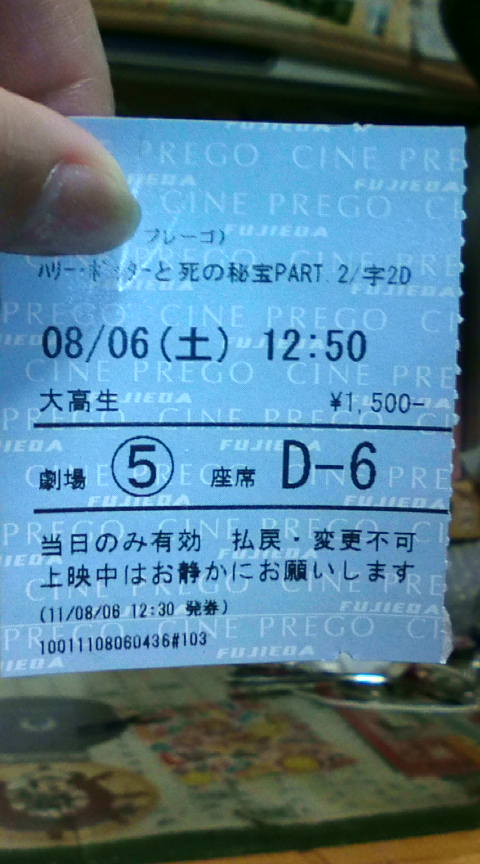 プレーゴ)
ハリー・ポッターと死の秘宝PART.2/字2D
08/06(土) 12:50
大高生 ¥1,500-
劇場 ⑤ 座席 D-6
当日のみ有効 払戻・変更不可
上映中はお静かにお願いします
(11/08/06 12:30 発券)
10011108060436#103
CINE PREGO
FUJIEDA